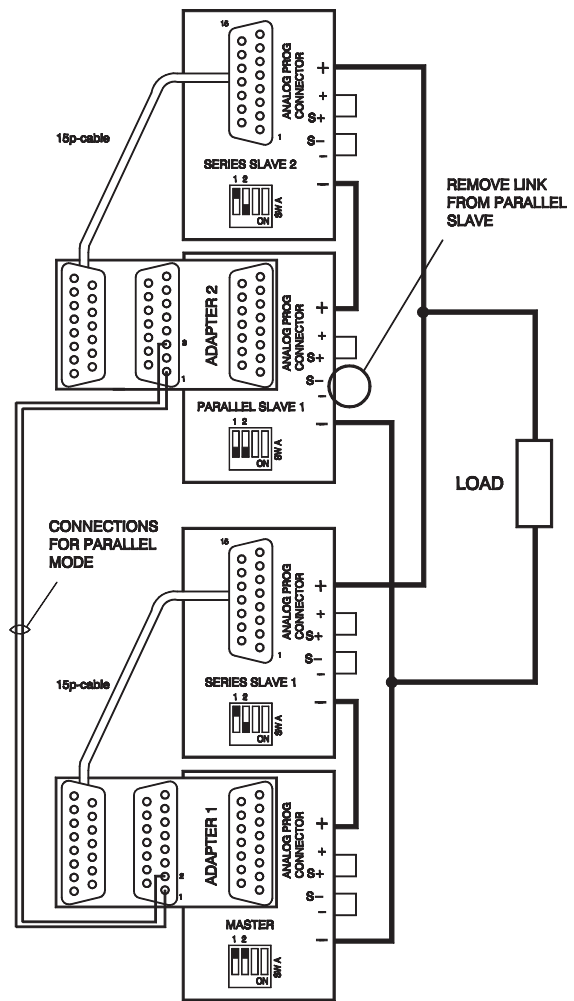 15
+
ANALOG PROG
CONNECTOR
+
S+
15p-cable
1
S−
−
SERIES SLAVE 2
1 2
−
ON
SW A
REMOVE LINK
FROM PARALLEL
SLAVE
ADAPTER 2
ANALOG PROG
CONNECTOR
+
+
S+
S−
−
1
PARALLEL SLAVE 1
−
1 2
ON
SW A
LOAD
CONNECTIONS
FOR PARALLEL
MODE
15
+
ANALOG PROG
CONNECTOR
+
S+
1
S−
−
15p-cable
SERIES SLAVE 1
1 2
−
ON
SW A
ADAPTER 1
ANALOG PROG
CONNECTOR
+
+
S+
2
S−
1
−
MASTER
1 2
−
ON
SW A